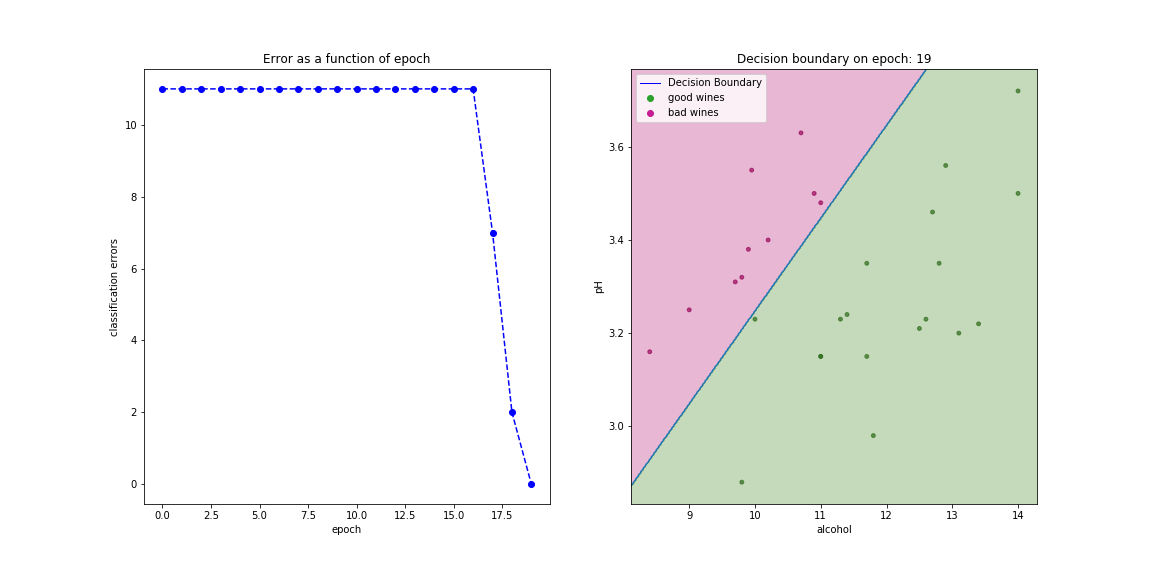 Error as a function of epoch
10
8
6
4
2
0
classification errors
0.0 2.5 5.0 7.5 10.0 12.5 15.0 17.5
epoch
Decision boundary on epoch: 19
Decision Boundary
good wines
bad wines
3.6
3.4
3.2
3.0
pH
9 10 11 12 13 14
alcohol